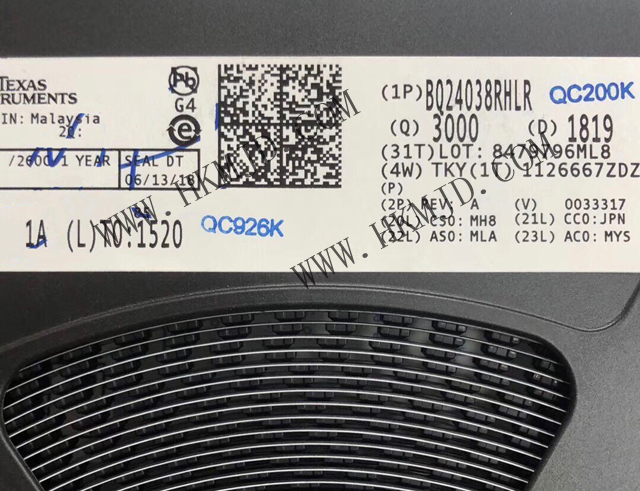 TEXAS
RUMENTS
IN: Malaysia
2T:
/260C/1 YEAR SEAL DT
06/13/18
Pb
G4
e
1A (L)TO:1520
QC926K
(1P) BQ24038RHLR QC200K
(Q) 3000 (D) 1819
(31T)LOT: 8479796ML8
(4W) TKY(1T) 1126667ZDZ
(P)
(2P) REV: A (V) 0033317
(20L) CSO: MH8 (21L) CCO:JPN
(22L) ASO: MLA (23L) ACO: MYS
WWW.HKMJD.COM
WWW.HKMJD.COM